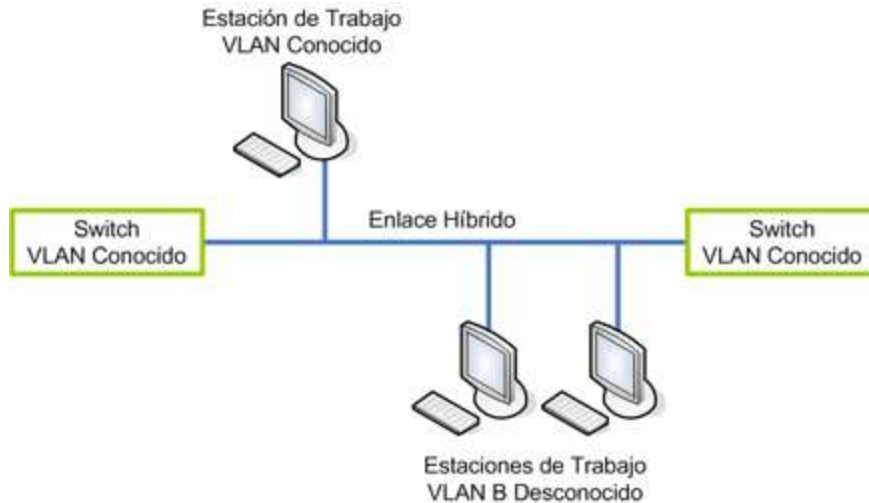 Estación de Trabajo
VLAN Conocido
Enlace Híbrido
Switch
VLAN Conocido
Switch
VLAN Conocido
Estaciones de Trabajo
VLAN B Desconocido